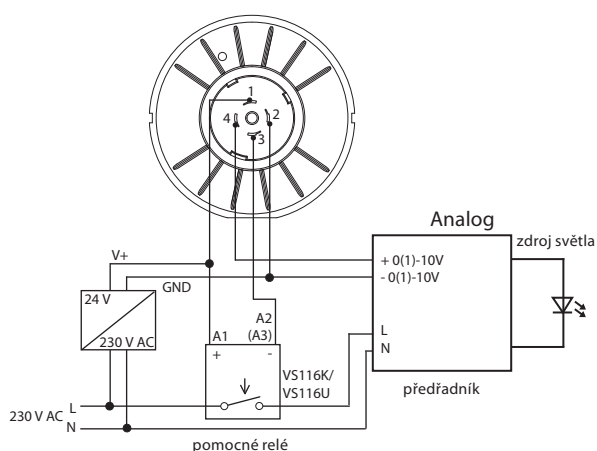 1
4
2
3
Analog
zdroj světla
V+
+ 0(1)-10V
- 0(1)-10V
GND
24 V
230 V AC
A2
A1
(A3)
+
-
L
N
VS116K/
VS116U
předřadník
230 V AC
L
N
pomocné relé